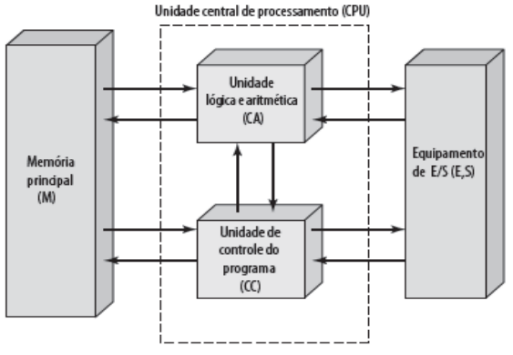 Unidade central de processamento (CPU)
Unidade
lógica e aritmética
(CA)
Memória
principal
(M)
Equipamento
de E/S (E,S)
Unidade de
controle do
programa
(CC)